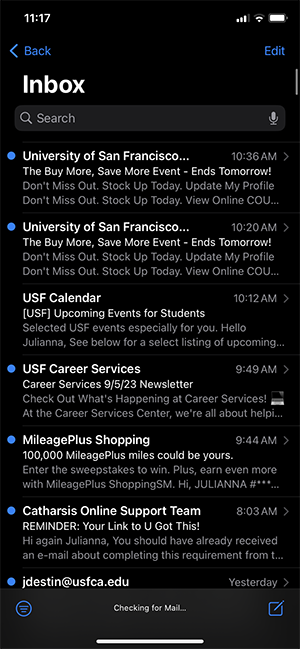 11:17
Back
Edit
Inbox
Search
University of San Francisco... 10:36 AM
The Buy More, Save More Event - Ends Tomorrow!
Don't Miss Out. Stock Up Today. Update My Profile
Don't Miss Out. Stock Up Today. View Online COU...
University of San Francisco... 10:20 AM
The Buy More, Save More Event - Ends Tomorrow!
Don't Miss Out. Stock Up Today. Update My Profile
Don't Miss Out. Stock Up Today. View Online COU...
USF Calendar 10:12 AM
[USF] Upcoming Events for Students
Selected USF events especially for you. Hello
Julianna, See below for a select listing of upcoming...
USF Career Services 9:49 AM
Career Services 9/5/23 Newsletter
Check Out What's Happening at Career Services!
At the Career Services Center, we're all about helpi...
MileagePlus Shopping 9:44 AM
100,000 MileagePlus miles could be yours.
Enter the sweepstakes to win. Plus, earn even more
with MileagePlus ShoppingSM. Hi, JULIANNA #***...
Catharsis Online Support Team 8:03 AM
REMINDER: Your Link to U Got This!
Hi again Julianna, You should have already received
an e-mail about completing this requirement from t...
jdestin@usfca.edu Yesterday
Checking for Mail...